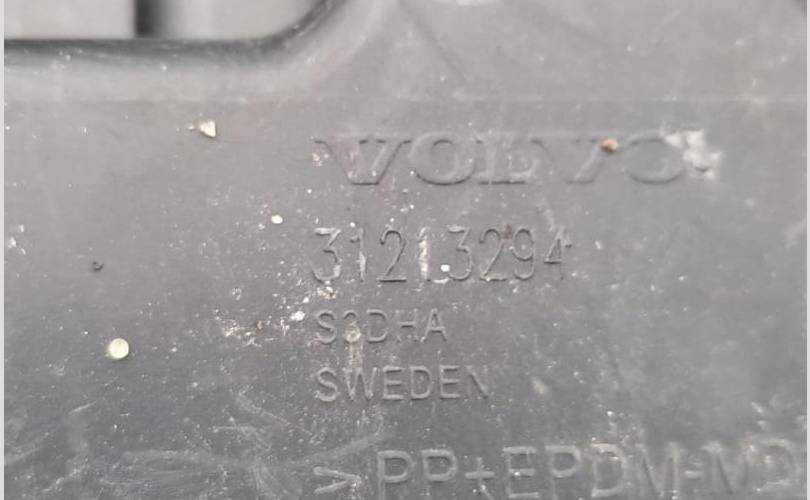 VOLVO
31213294
S3DHA
SWEDEN
>PP+EPDM-MD